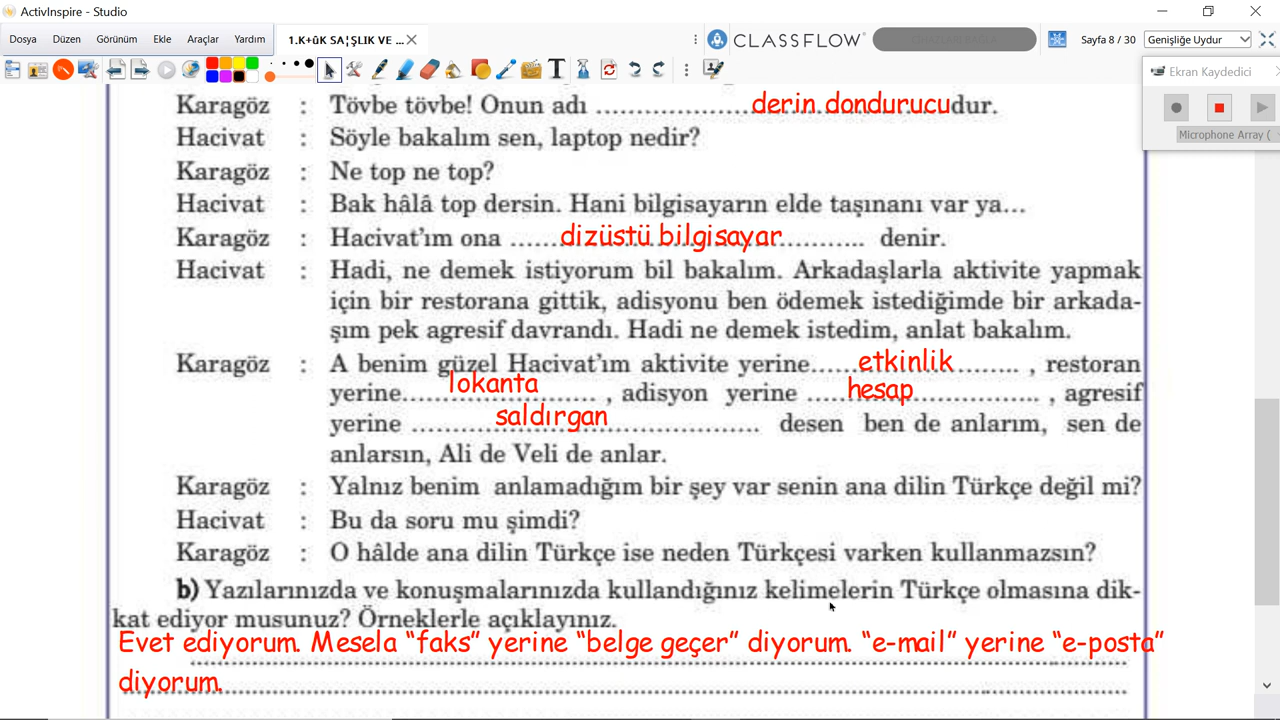 ActivInspire - Studio
Dosya Düzen Görünüm Ekle Araçlar Yardım 1.K+ûK SA¦ŞLIK VE ... CLASSFLOW Sayfa 8 / 30 Genişliğe Uydur
Ekran Kaydedici
Microphone Array (
Karagöz : Tövbe tövbe! Onun adı ........................ derin dondurucudur.
Hacivat : Söyle bakalım sen, laptop nedir?
Karagöz : Ne top ne top?
Hacivat : Bak hâlâ top dersin. Hani bilgisayarın elde taşınanı var ya...
Karagöz : Hacivat’ım ona ...... dizüstü bilgisayar ........... denir.
Hacivat : Hadi, ne demek istiyorum bil bakalım. Arkadaşlarla aktivite yapmak
için bir restorana gittik, adisyonu ben ödemek istediğimde bir arkada-
şım pek agresif davrandı. Hadi ne demek istedim, anlat bakalım.
Karagöz : A benim güzel Hacivat’ım aktivite yerine...... etkinlik ........ , restoran
yerine...... lokanta ........ , adisyon yerine ...... hesap ................ , agresif
yerine ............ saldırgan .................... desen ben de anlarım, sen de
anlarsın, Ali de Veli de anlar.
Karagöz : Yalnız benim anlamadığım bir şey var senin ana dilin Türkçe değil mi?
Hacivat : Bu da soru mu şimdi?
Karagöz : O hâlde ana dilin Türkçe ise neden Türkçesi varken kullanmazsın?
b) Yazılarınızda ve konuşmalarınızda kullandığınız kelimelerin Türkçe olmasına dik-
kat ediyor musunuz? Örneklerle açıklayınız.
Evet ediyorum. Mesela “faks” yerine “belge geçer” diyorum. “e-mail” yerine “e-posta”
diyorum.